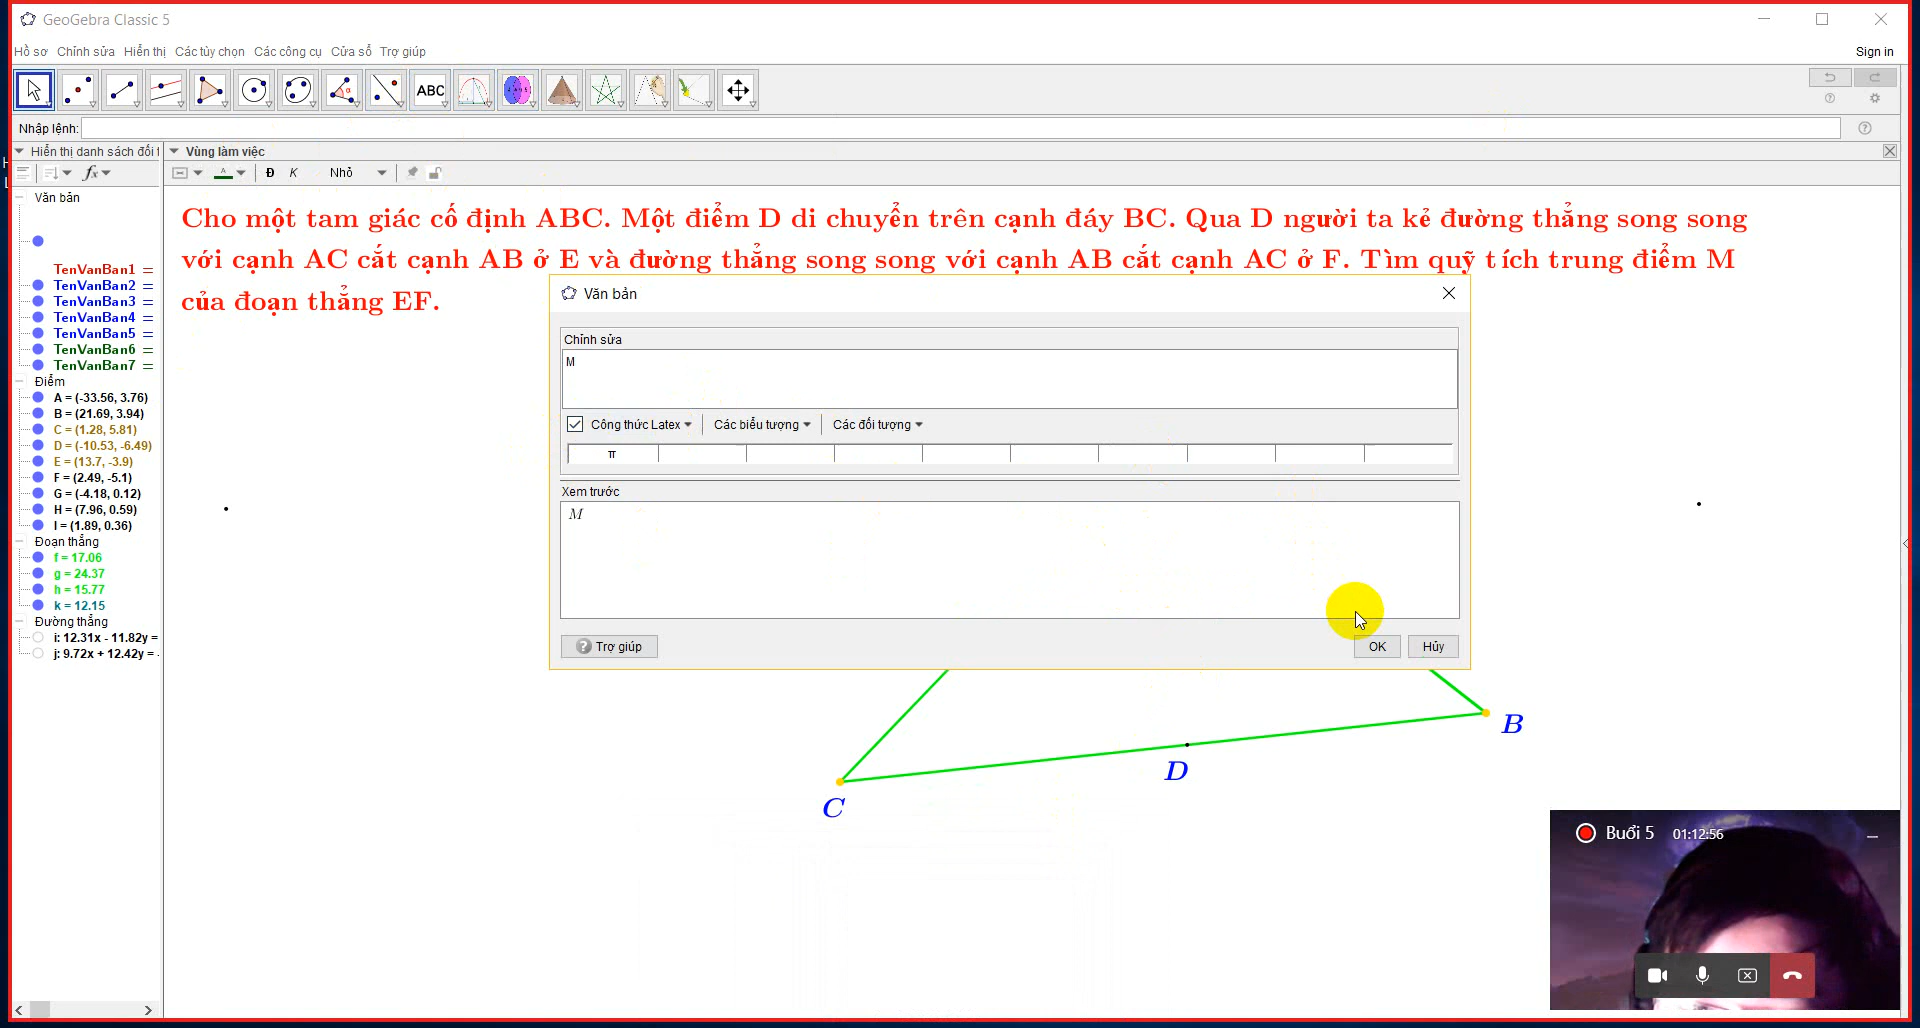 GeoGebra Classic 5
Hồ sơ Chỉnh sửa Hiển thị Các tùy chọn Các công cụ Cửa sổ Trợ giúp
Sign in
ABC
Nhập lệnh:
Hiển thị danh sách đối t
Vùng làm việc
Đ K Nhỏ
Văn bản
TenVanBan1 =
TenVanBan2 =
TenVanBan3 =
TenVanBan4 =
TenVanBan5 =
TenVanBan6 =
TenVanBan7 =
Điểm
A = (-33.56, 3.76)
B = (21.69, 3.94)
C = (1.28, 5.81)
D = (-10.53, -6.49)
E = (13.7, -3.9)
F = (2.49, -5.1)
G = (-4.18, 0.12)
H = (7.96, 0.59)
I = (1.89, 0.36)
Đoạn thẳng
f = 17.06
g = 24.37
h = 15.77
k = 12.15
Đường thẳng
i: 12.31x - 11.82y =
j: 9.72x + 12.42y = -
Cho một tam giác cố định ABC. Một điểm D di chuyển trên cạnh đáy BC. Qua D người ta kẻ đường thẳng song song
với cạnh AC cắt cạnh AB ở E và đường thẳng song song với cạnh AB cắt cạnh AC ở F. Tìm quỹ tích trung điểm M
của đoạn thẳng EF.
Văn bản
Chỉnh sửa
M
Công thức Latex Các biểu tượng Các đối tượng
π
Xem trước
M
Trợ giúp
OK
Hủy
B
D
C
Buổi 5 01:12:56